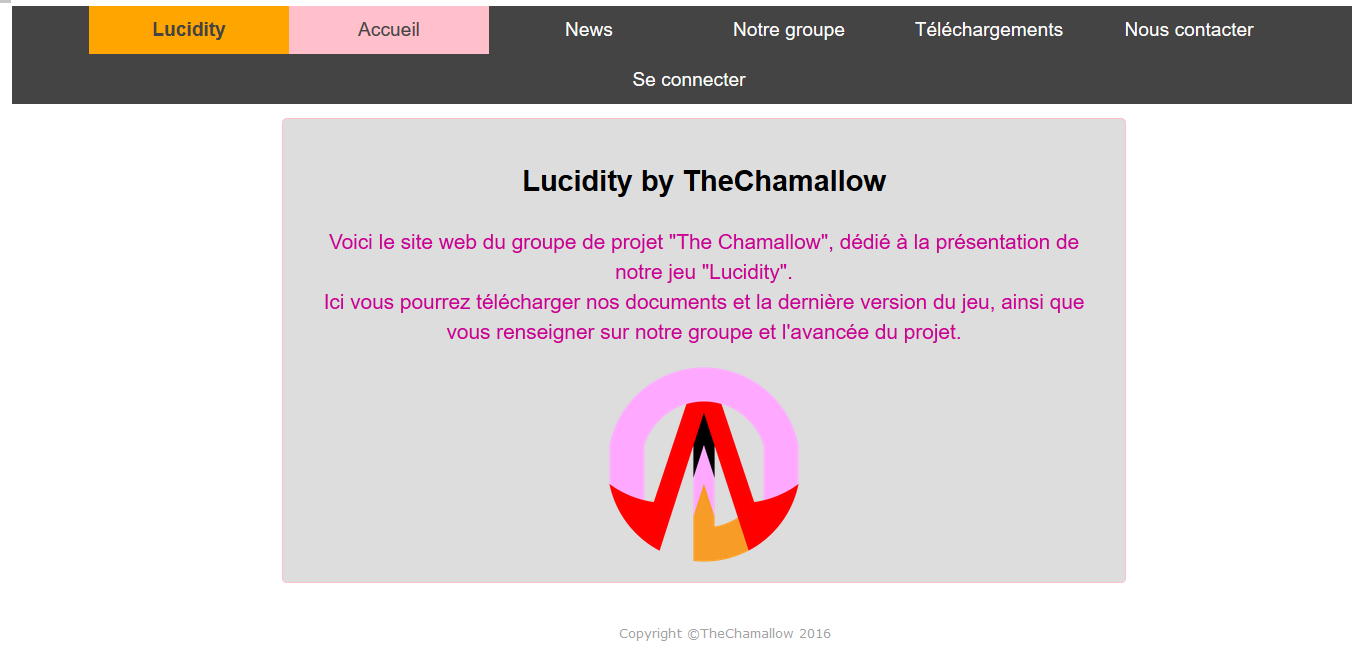 Lucidity Accueil News Notre groupe Téléchargements Nous contacter
Se connecter
Lucidity by TheChamallow
Voici le site web du groupe de projet "The Chamallow", dédié à la présentation de
notre jeu "Lucidity".
Ici vous pourrez télécharger nos documents et la dernière version du jeu, ainsi que
vous renseigner sur notre groupe et l'avancée du projet.
Copyright ©TheChamallow 2016